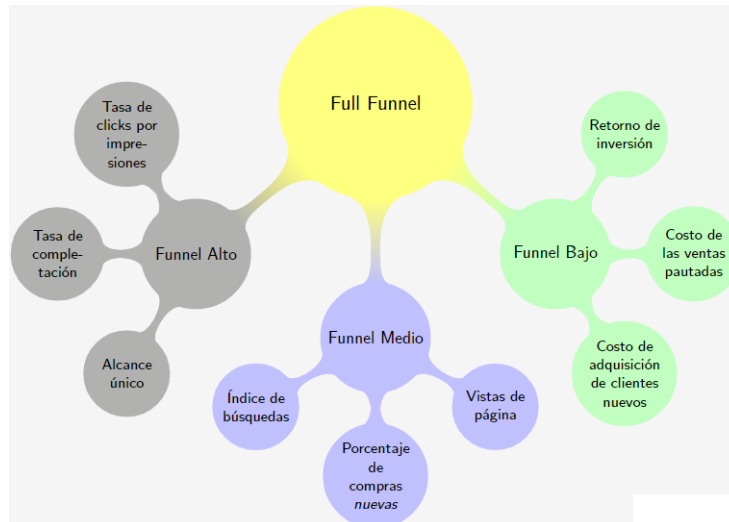 Full Funnel
Tasa de
clicks por
impre-
siones
Tasa de
comple-
tación
Funnel Alto
Alcance
único
Funnel Medio
Índice de
búsquedas
Porcentaje
de
compras
nuevas
Vistas de
página
Funnel Bajo
Retorno de
inversión
Costo de
las ventas
pautadas
Costo de
adquisición
de clientes
nuevos